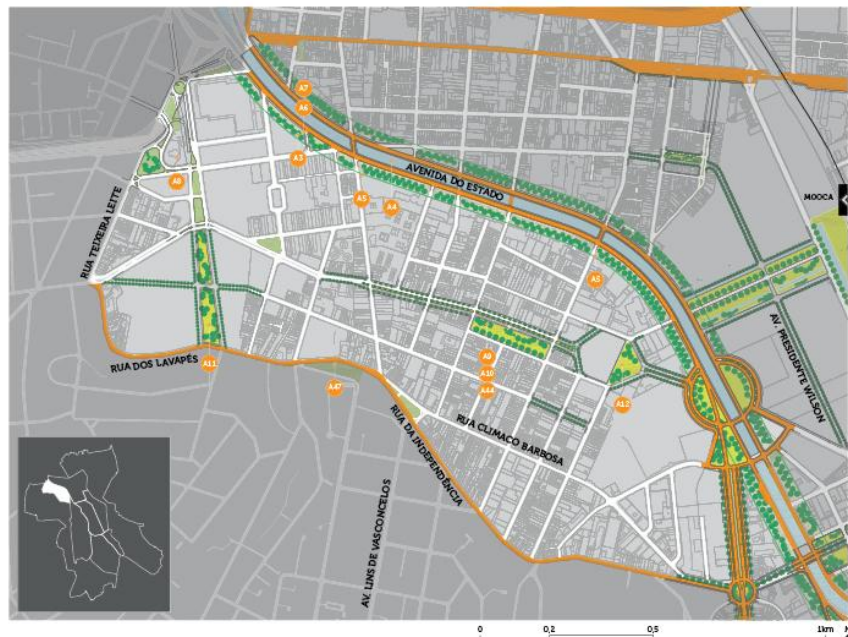 A7
A6
AVENIDA DO ESTADO
A3
A5
A4
RUA TEIXEIRA LEITE
MOOCA
A5
AV. PRESIDENTE WILSON
RUA DOS LAVAPÉS
A11
A10
A47
A44
A12
RUA CLIMACO BARBOSA
RUA DA INDEPENDÊNCIA
AV. LINS DE VASCONCELOS
0
0,2
0,5
1km